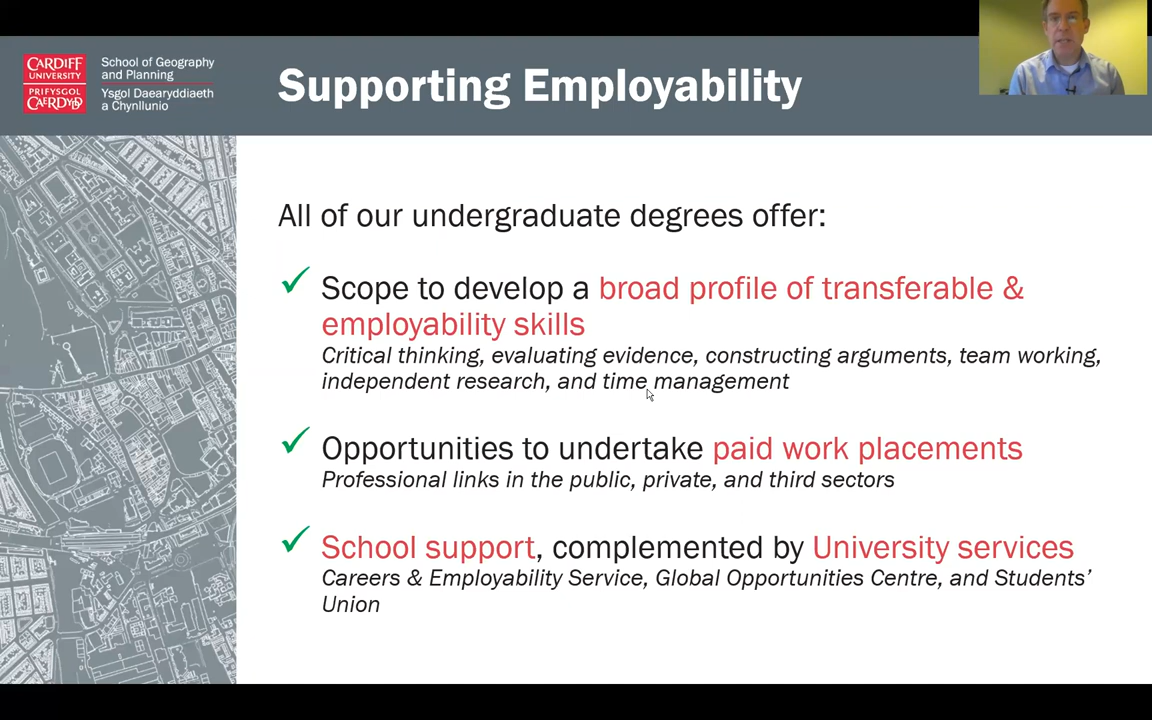 CARDIFF
UNIVERSITY
PRIFYSGOL
CAERDYDD
School of Geography
and Planning
Ysgol Daearyddiaeth
a Chynllunio
Supporting Employability
All of our undergraduate degrees offer:
✓ Scope to develop a broad profile of transferable &
employability skills
Critical thinking, evaluating evidence, constructing arguments, team working,
independent research, and time management
✓ Opportunities to undertake paid work placements
Professional links in the public, private, and third sectors
✓ School support, complemented by University services
Careers & Employability Service, Global Opportunities Centre, and Students’
Union